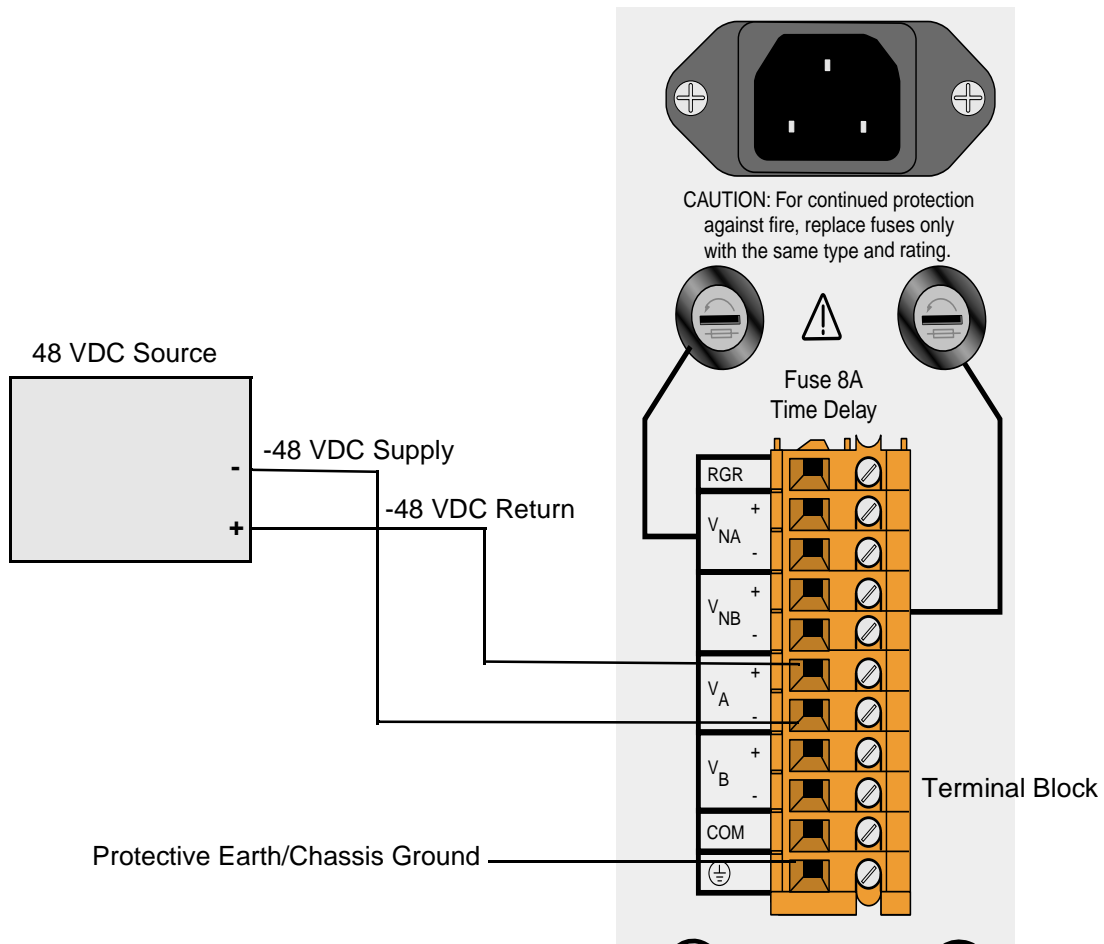 CAUTION: For continued protection
against fire, replace fuses only
with the same type and rating.
48 VDC Source
Fuse 8A
Time Delay
-48 VDC Supply
-
-48 VDC Return
+
RGR
VNA
+
-
VNB
+
-
VA
+
-
VB
+
-
Terminal Block
COM
Protective Earth/Chassis Ground